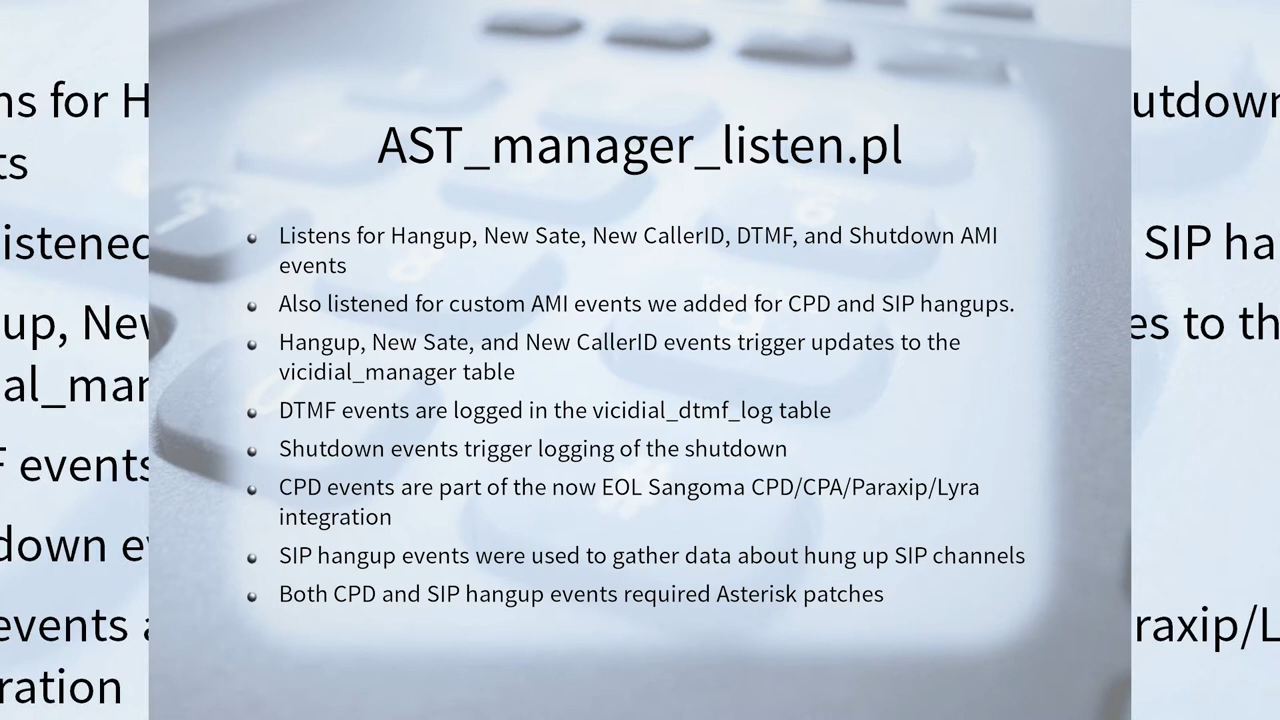 AST_manager_listen.pl
Listens for Hangup, New Sate, New CallerID, DTMF, and Shutdown AMI
events
Also listened for custom AMI events we added for CPD and SIP hangups.
Hangup, New Sate, and New CallerID events trigger updates to the
vicidial_manager table
DTMF events are logged in the vicidial_dtmf_log table
Shutdown events trigger logging of the shutdown
CPD events are part of the now EOL Sangoma CPD/CPA/Paraxip/Lyra
integration
SIP hangup events were used to gather data about hung up SIP channels
Both CPD and SIP hangup events required Asterisk patches